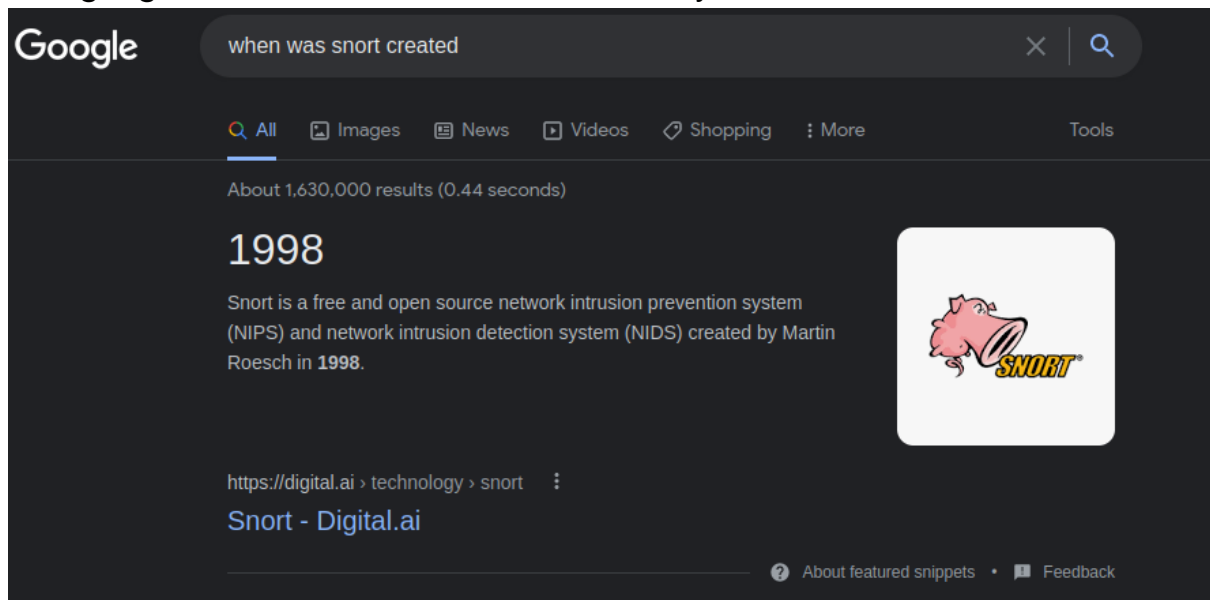 Google
when was snort created
All Images News Videos Shopping More Tools
About 1,630,000 results (0.44 seconds)
1998
Snort is a free and open source network intrusion prevention system
(NIPS) and network intrusion detection system (NIDS) created by Martin
Roesch in 1998.
SNORT®
https://digital.ai › technology › snort
Snort - Digital.ai
About featured snippets • Feedback